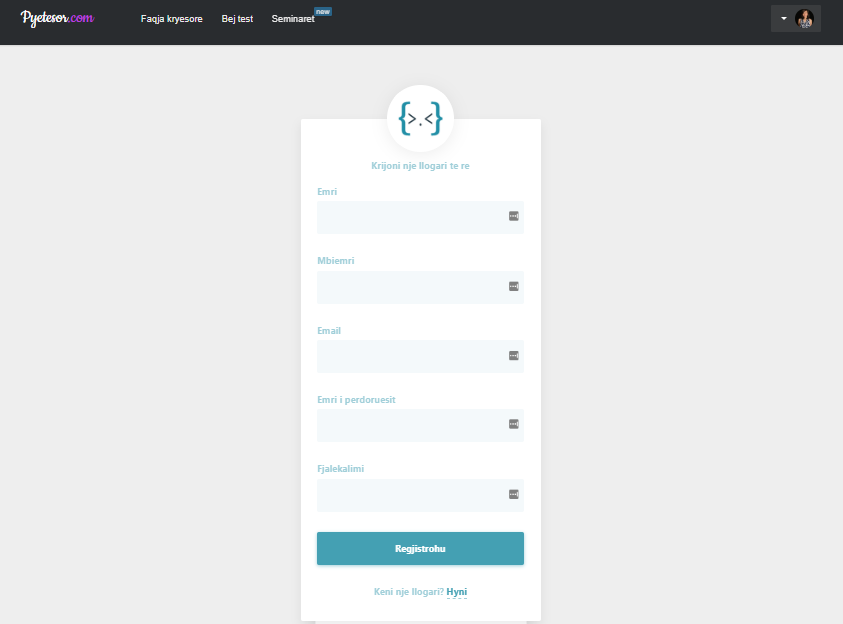 Pyetesor.com
Faqja kryesore
Bej test
Seminaret
new
{>.<}
Krijoni nje llogari te re
Emri
Mbiemri
Email
Emri i perdoruesit
Fjalekalimi
Regjistrohu
Keni nje llogari? Hyni